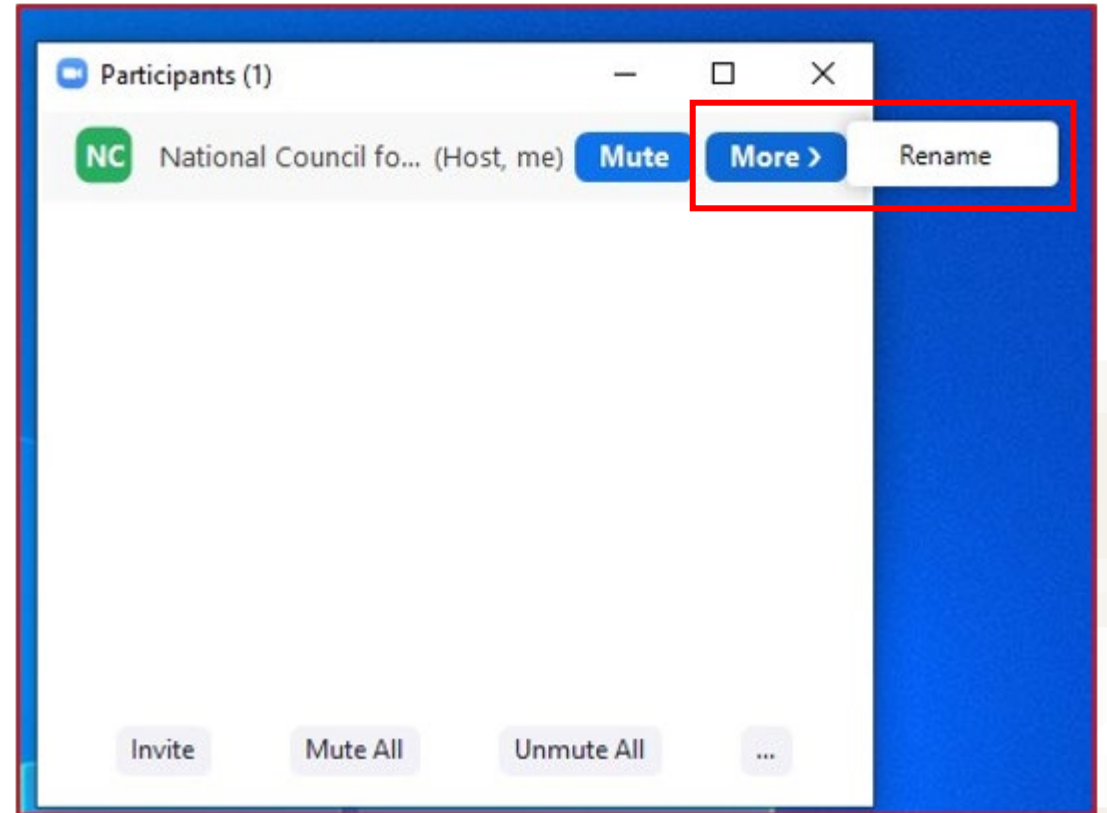 Participants (1)
NC National Council fo... (Host, me) Mute More > Rename
Invite Mute All Unmute All ...